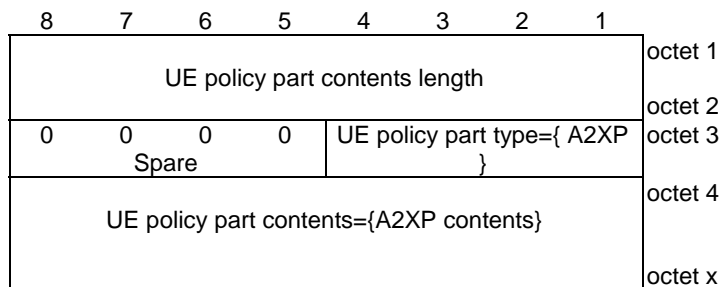 8 7 6 5 4 3 2 1
octet 1
UE policy part contents length
octet 2
0 0 0 0 UE policy part type={ A2XP octet 3
Spare }
octet 4
UE policy part contents={A2XP contents}
octet x